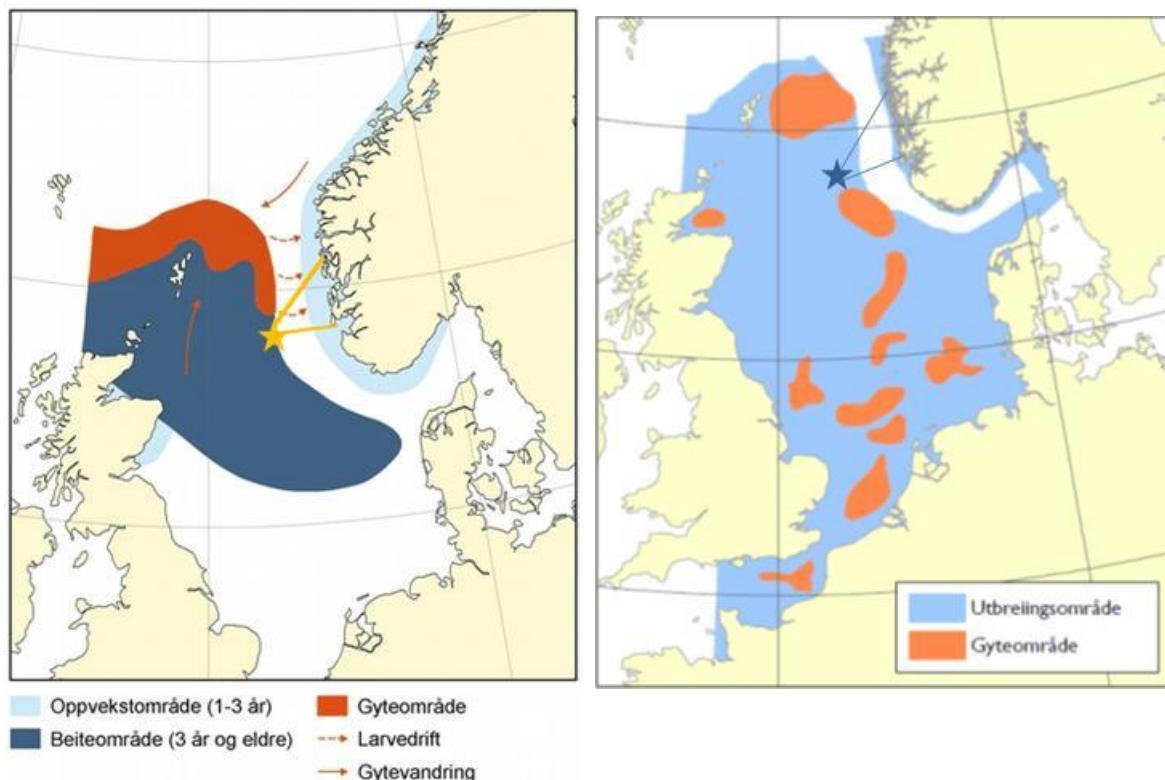 Utbreiingsområde
Gyteområde
Oppvekstområde (1-3 år)
Beiteområde (3 år og eldre)
Gyteområde
Larvedrift
Gytevandring